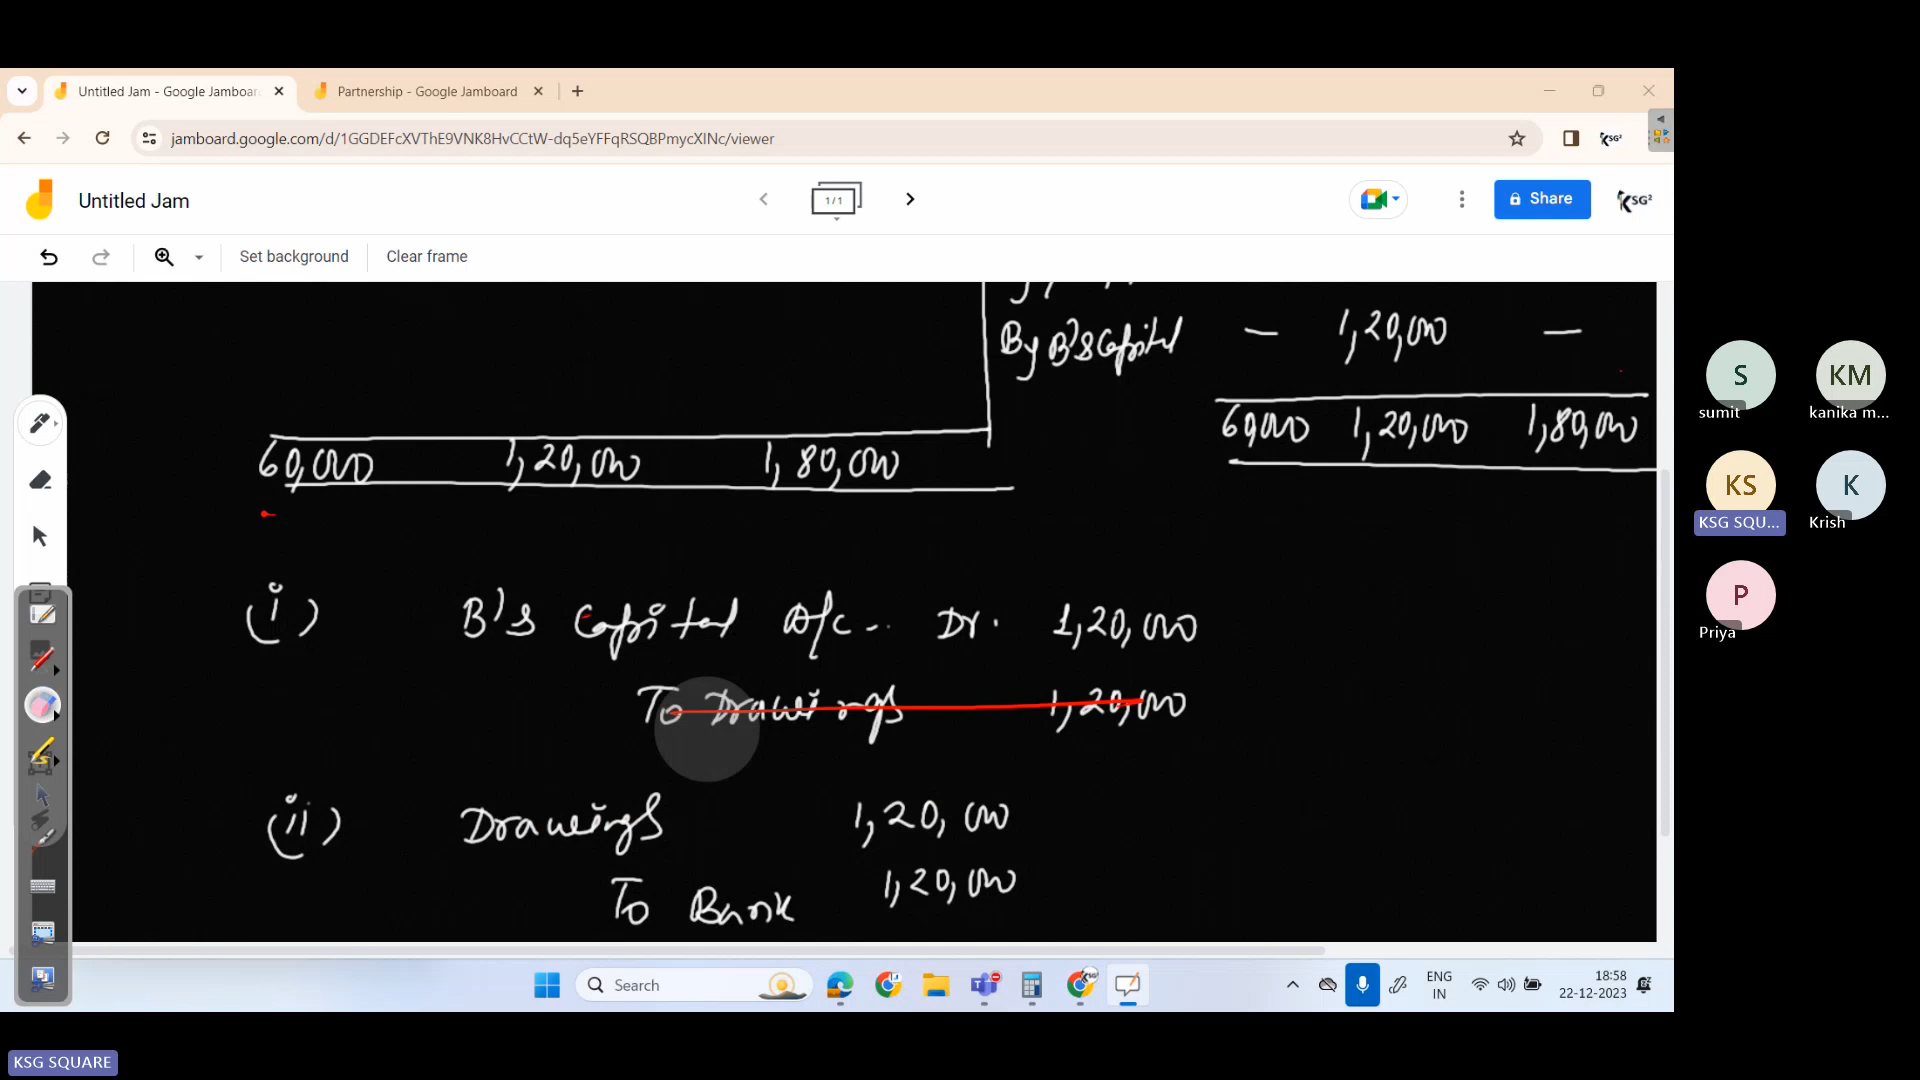 Untitled Jam - Google Jamboar
Partnership - Google Jamboard
jamboard.google.com/d/1GGDEFcXVThE9VNK8HvCCtW-dq5eYFFqRSQBPmycXINc/viewer
Untitled Jam
1/1
Share
KSG²
Set background
Clear frame
By B's Capital — 1,20,000 —
60,000 1,20,000 1,80,000
60,000 1,20,000 1,80,000
(i) B's Capital A/c .. Dr. 1,20,000
To Drawings 1,20,000
(ii) Drawings 1,20,000
To Bank 1,20,000
S
sumit
KM
kanika m...
KS
KSG SQU...
K
Krish
P
Priya
Search
ENG
IN
18:58
22-12-2023
KSG SQUARE